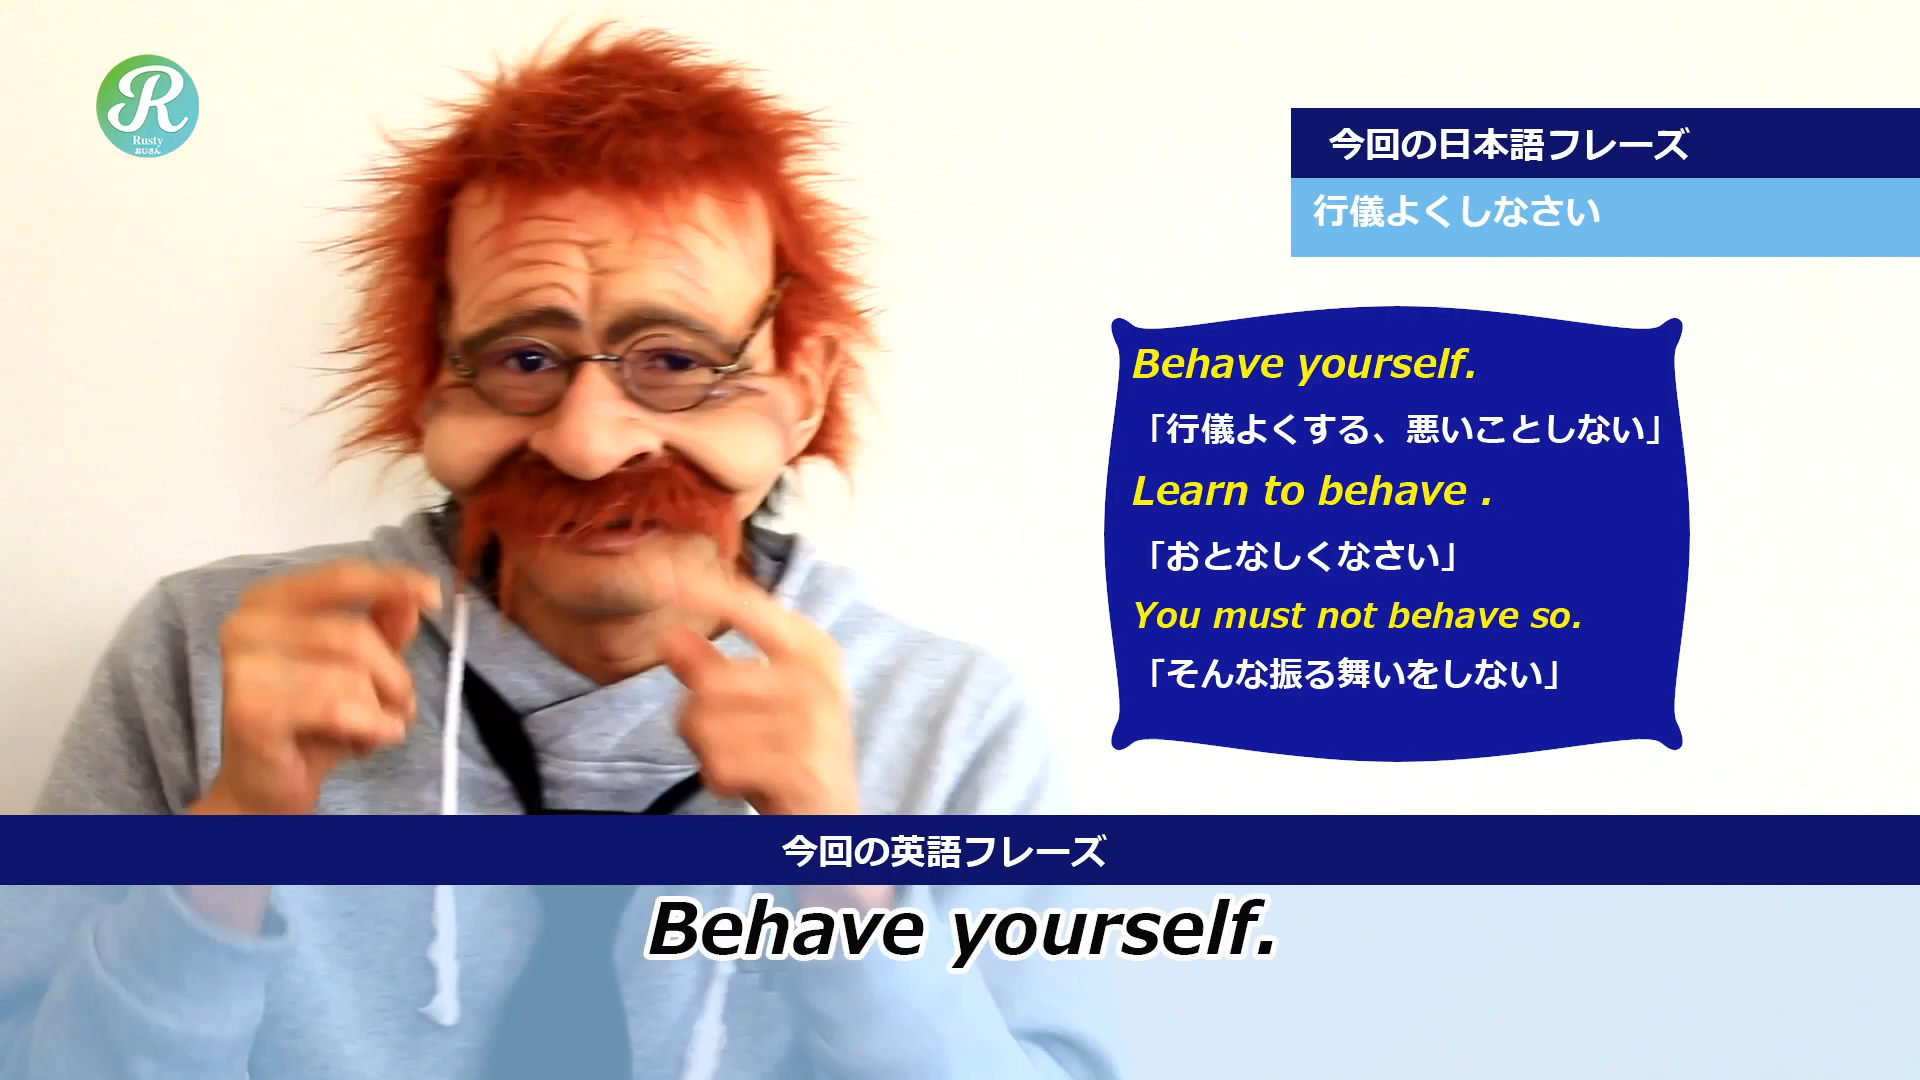 R
Rusty
おじさん
今回の日本語フレーズ
行儀よくしなさい
Behave yourself.
「行儀よくする、悪いことしない」
Learn to behave .
「おとなしくなさい」
You must not behave so.
「そんな振る舞いをしない」
今回の英語フレーズ
Behave yourself.